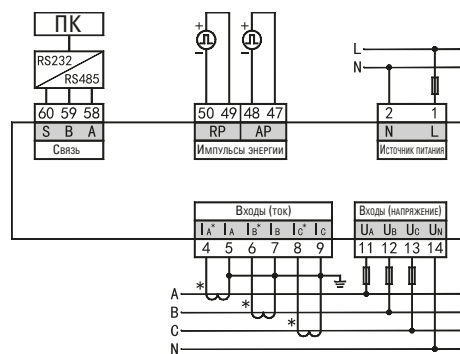 ПК
RS232
RS485
60 59 58
S B A
Связь
+
-
+
-
50 49 48 47
RP AP
Импульсы энергии
L
N
2 1
N L
Источник питания
Входы (ток)
IA* IA IB* IB IC* IC
4 5 6 7 8 9
Входы (напряжение)
UA UB UC UN
11 12 13 14
*
*
*
A
B
C
N